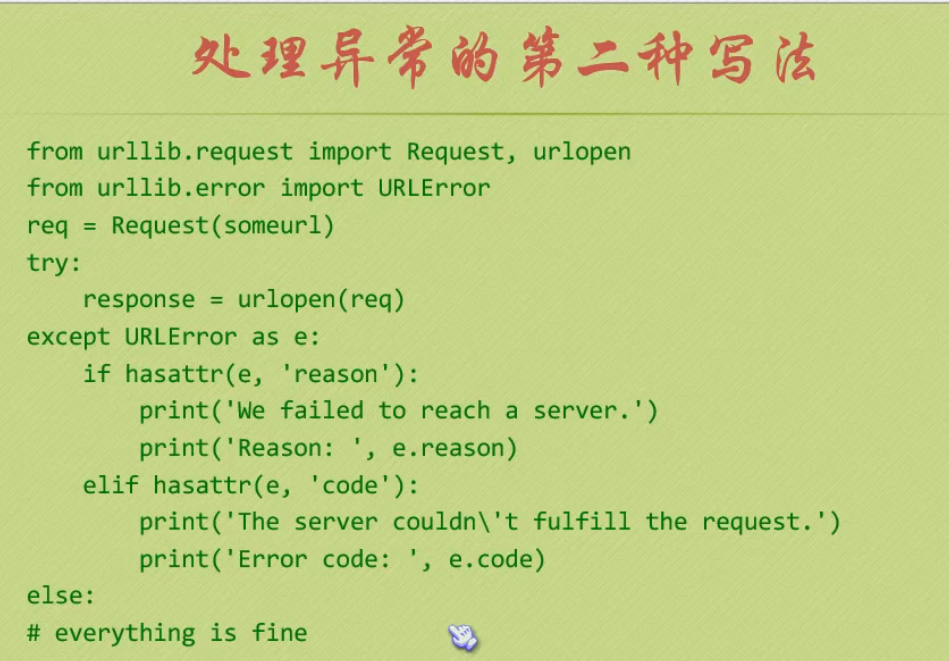 处理异常的第二种写法
from urllib.request import Request, urlopen
from urllib.error import URLError
req = Request(someurl)
try:
    response = urlopen(req)
except URLError as e:
    if hasattr(e, 'reason'):
        print('We failed to reach a server.')
        print('Reason: ', e.reason)
    elif hasattr(e, 'code'):
        print('The server couldn\'t fulfill the request.')
        print('Error code: ', e.code)
else:
# everything is fine